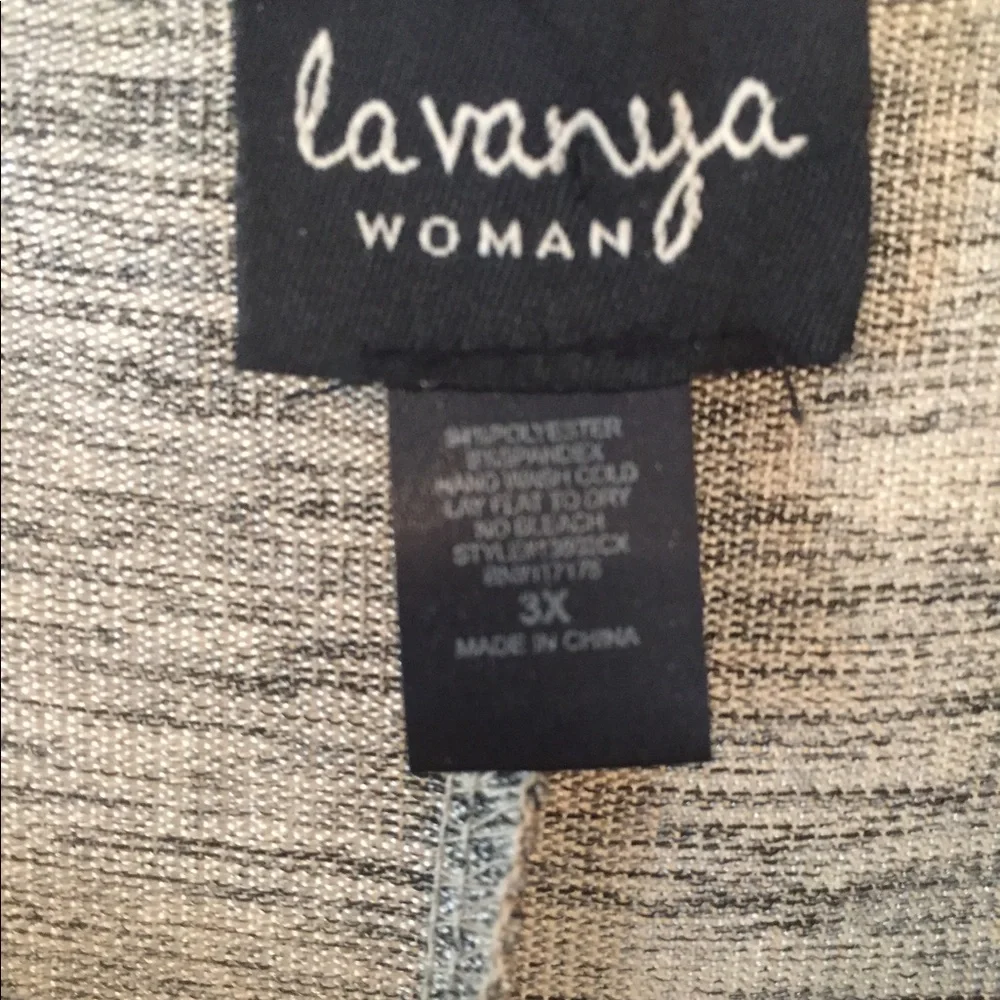 lavanya
WOMAN
POLYESTER
SPANDEX
HAND WASH COLD
LAY FLAT TO DRY
NO BLEACH
3X
MADE IN CHINA